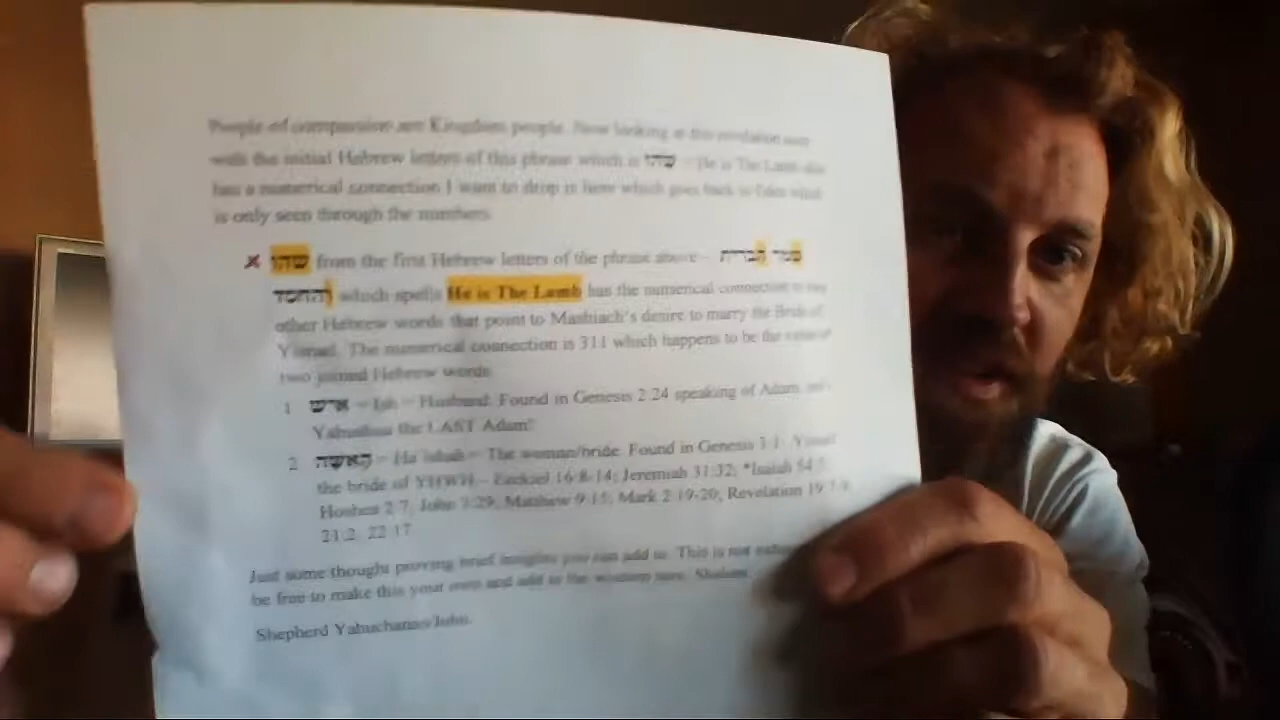 People of compassion are Kingdom people. Now looking at this revelation
with the initial Hebrew letters of this phrase which is שהו – He is The Lamb
has a numerical connection I want to drop in here which goes back to Eden
is only seen through the numbers.
שהו from the first Hebrew letters of the phrase above – שמר הברית
והחסד which spells He is The Lamb has the numerical connection to two
other Hebrew words that point to Mashiach's desire to marry the Bride of
Yisrael. The numerical connection is 311 which happens to be the value of
two joined Hebrew words.
1 איש – Ish – Husband. Found in Genesis 2:24 speaking of Adam
Yahushua the LAST Adam!
2 האשה – Ha ishah – The woman/bride. Found in Genesis 3:1; Yisrael
the bride of YHWH – Ezekiel 16:8-14; Jeremiah 31:32; *Isaiah 54:5;
Hoshea 2:7; John 3:29; Matthew 9:15; Mark 2:19-20; Revelation 19:7-9;
21:2, 22:17
Just some thought proving brief insights you can add to. This is not
be free to make this your own and add to the wisdom Shalom.
Shepherd Yahuchanan/John.